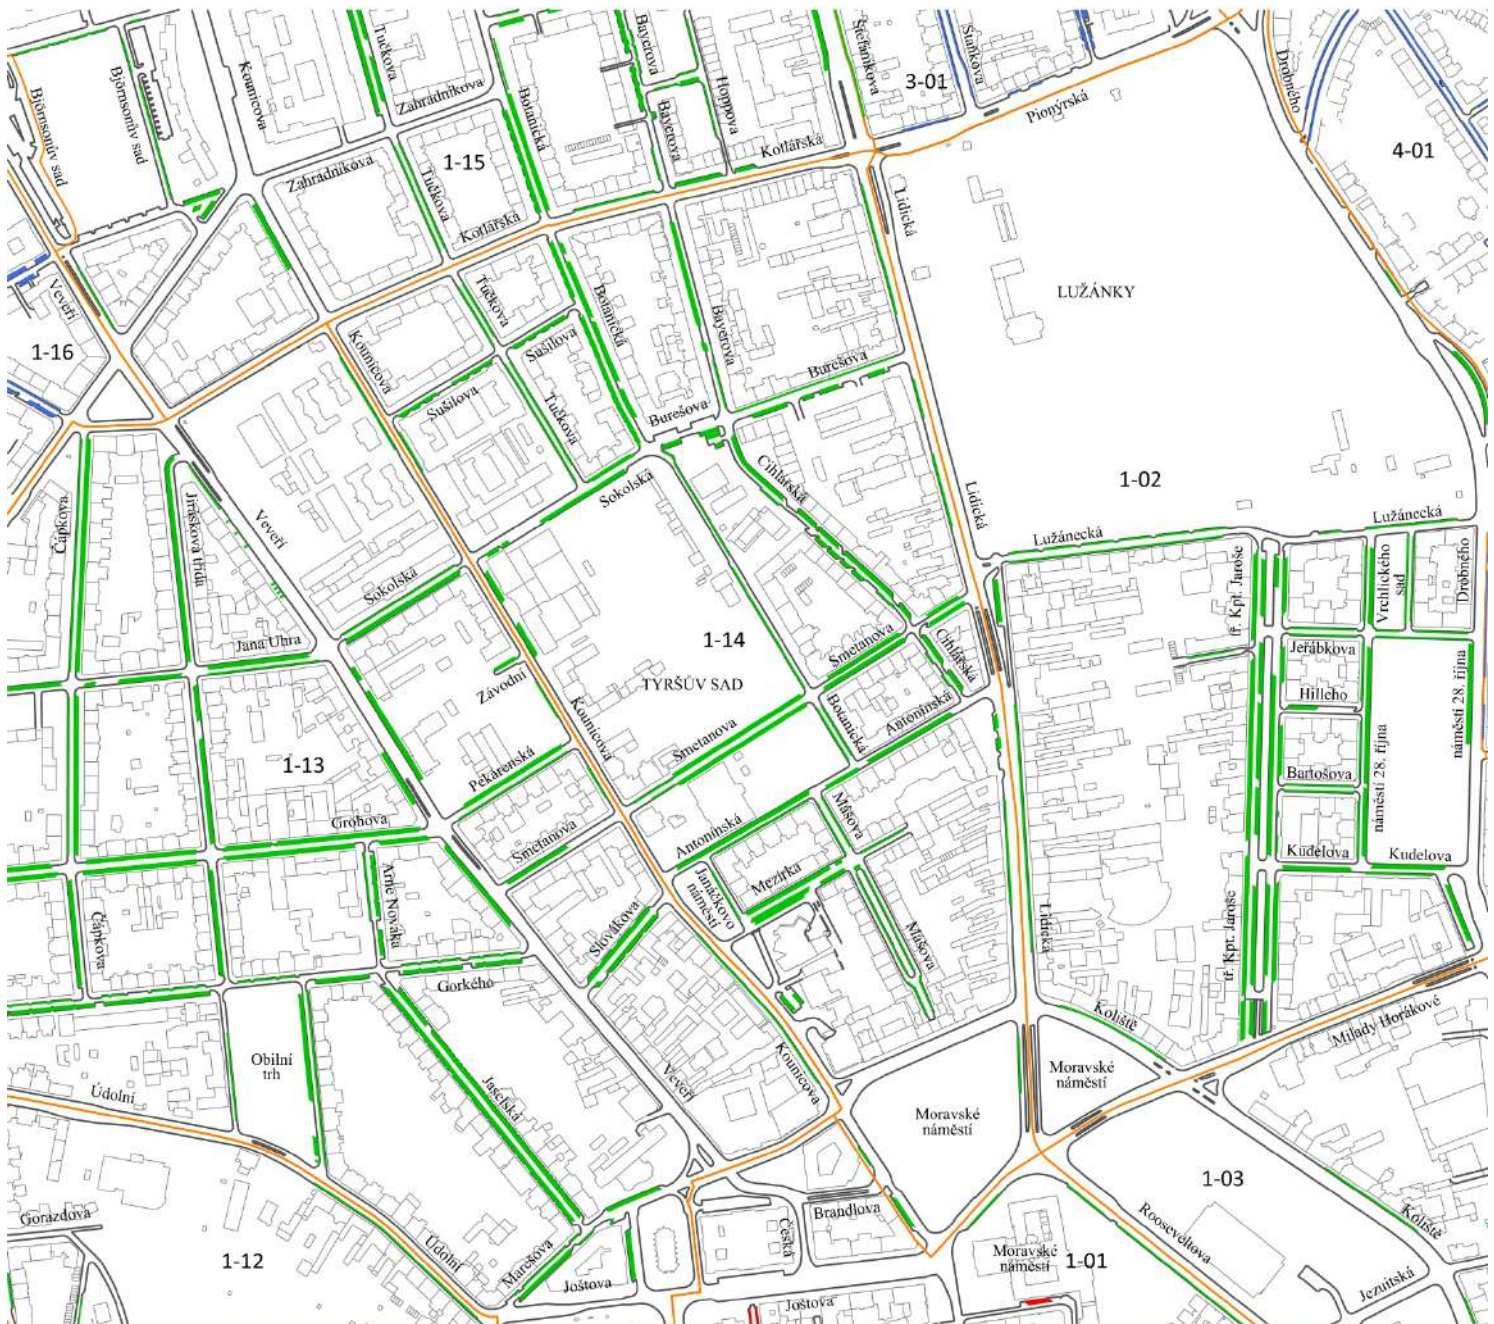 Tučkova
Bayerova
Štefánikova
Staňkova
3-01
Drobného
Björnsonův sad
Björnsonův sad
Kounicova
Zahradníkova
Botanická
Hoppova
Pionýrská
Bayerova
Kotlářská
4-01
1-15
Zahradníkova
Tučkova
Kotlářská
Lidická
LUŽÁNKY
Veveří
Tučkova
Botanická
Bayerova
1-16
Kounicova
Sušilova
Burešova
Sušilova
Tučkova
Burešova
Cihlářská
1-02
Sokolská
Lidická
Čápkova
Jiráskova třída
Veveří
Lužánecká
Lužánecká
Sokolská
tř. Kpt. Jaroše
Vrchlického
sad
Drobného
Jana Uhra
1-14
Smetanova
Cihlářská
Jeřábkova
Závodní
TYRŠŮV SAD
Hilleho
Kounicova
Botanická
Antonínská
náměstí 28. října
náměstí 28. října
Smetanova
1-13
Pekárenská
Bartošova
Grohova
Smetanova
Antonínská
Mášova
Kudelova
Kudelova
Mezírka
Janáčkovo
náměstí
Arne Nováka
Čápkova
Slovákova
Mášova
Lidická
tř. Kpt. Jaroše
Gorkého
Koliště
Milady Horákové
Obilní
trh
Údolní
Jaselská
Veveří
Kounicova
Moravské
náměstí
Moravské
náměstí
1-03
Gorazdova
Brandlova
Roosveltova
Koliště
Česká
1-12
Údolní
Marešova
Joštova
Moravské
náměstí
1-01
Joštova
Jezuitská